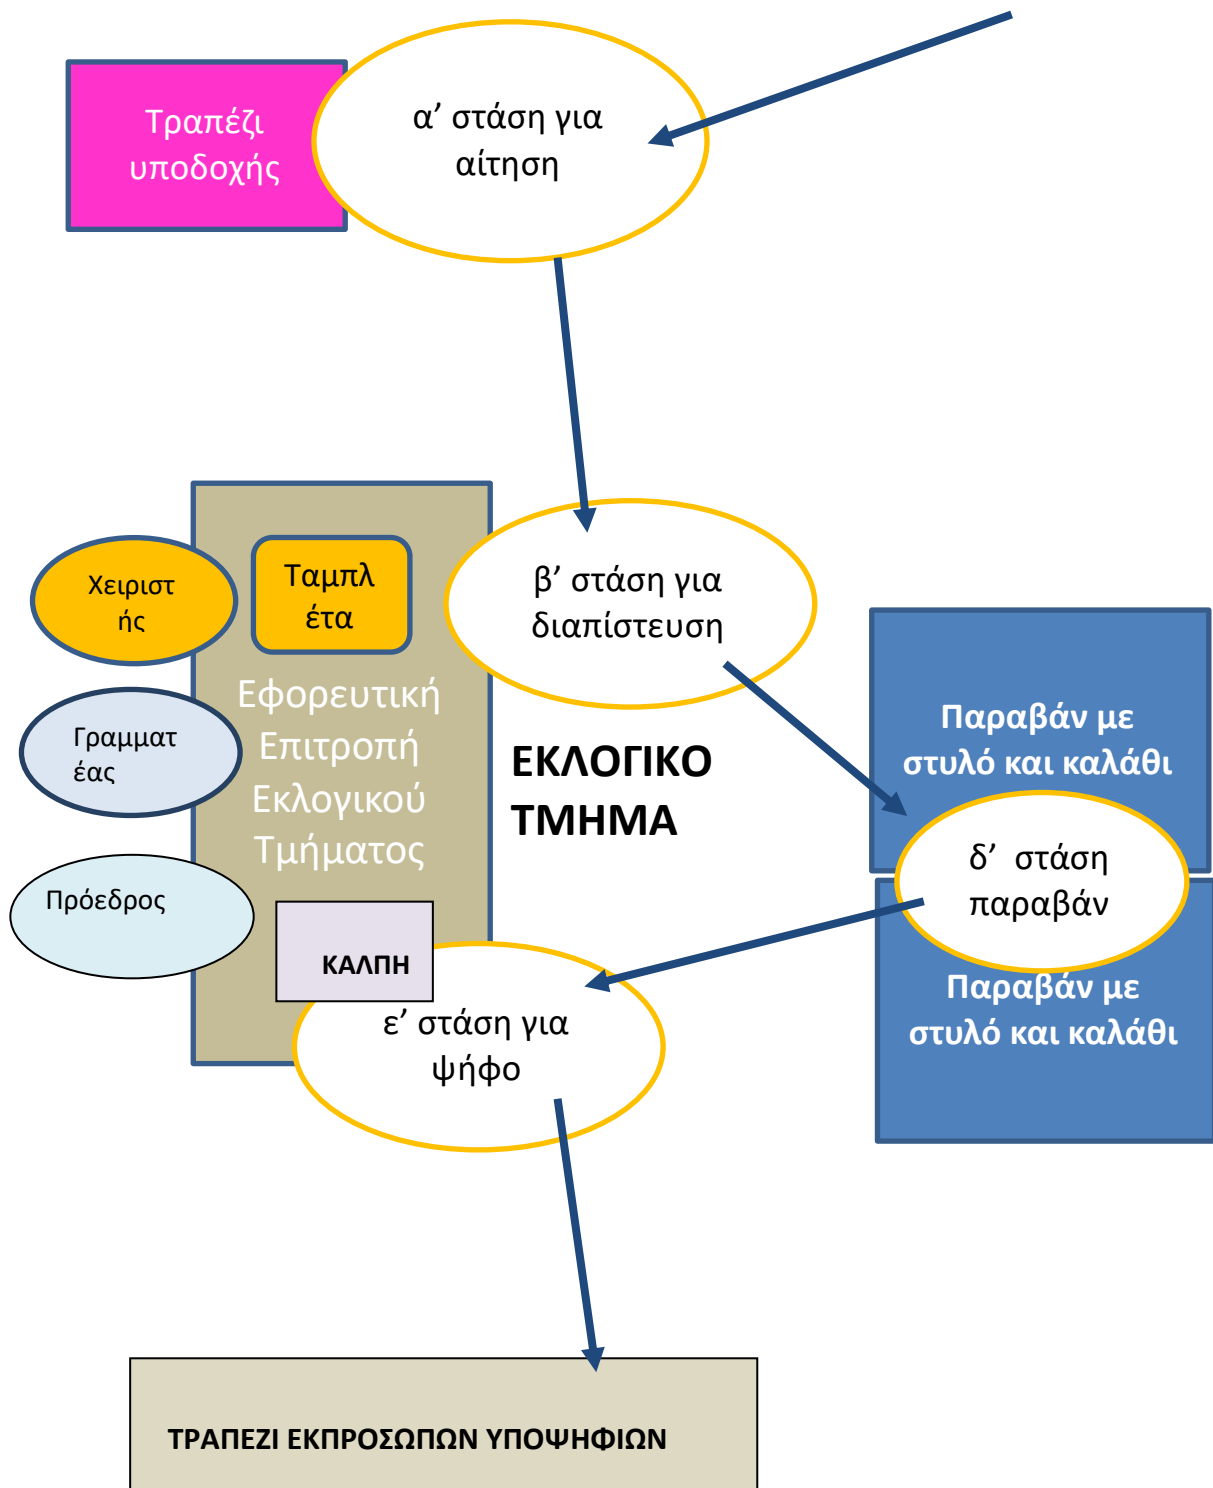 Τραπέζι
υποδοχής
α’ στάση για
αίτηση
Χειριστ
ής
Ταμπλ
έτα
β’ στάση για
διαπίστευση
Γραμματ
έας
Εφορευτική
Επιτροπή
Εκλογικού
Τμήματος
ΕΚΛΟΓΙΚΟ
ΤΜΗΜΑ
Παραβάν με
στυλό και καλάθι
δ’ στάση
παραβάν
Πρόεδρος
ΚΑΛΠΗ
Παραβάν με
στυλό και καλάθι
ε’ στάση για
ψήφο
ΤΡΑΠΕΖΙ ΕΚΠΡΟΣΩΠΩΝ ΥΠΟΨΗΦΙΩΝ